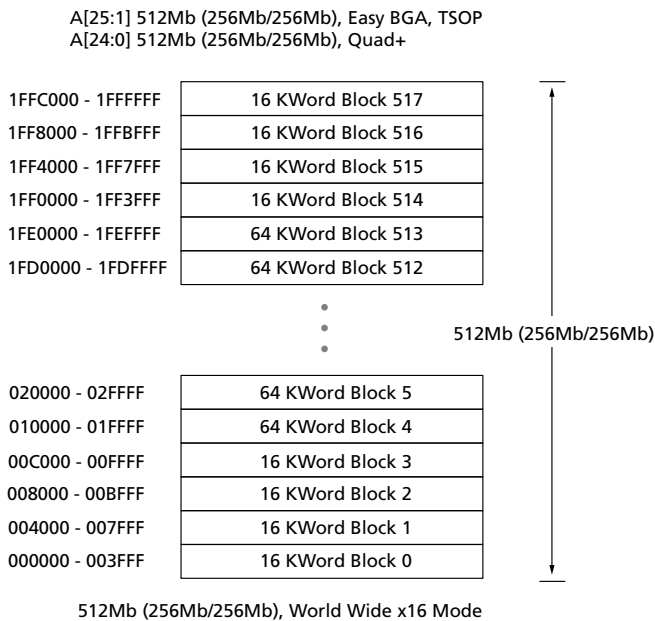 A[25:1] 512Mb (256Mb/256Mb), Easy BGA, TSOP
A[24:0] 512Mb (256Mb/256Mb), Quad+
1FFC000 - 1FFFFFF 16 KWord Block 517
1FF8000 - 1FFBFFF 16 KWord Block 516
1FF4000 - 1FF7FFF 16 KWord Block 515
1FF0000 - 1FF3FFF 16 KWord Block 514
1FE0000 - 1FEFFFF 64 KWord Block 513
1FD0000 - 1FDFFFF 64 KWord Block 512
512Mb (256Mb/256Mb)
020000 - 02FFFF 64 KWord Block 5
010000 - 01FFFF 64 KWord Block 4
00C000 - 00FFFF 16 KWord Block 3
008000 - 00BFFF 16 KWord Block 2
004000 - 007FFF 16 KWord Block 1
000000 - 003FFF 16 KWord Block 0
512Mb (256Mb/256Mb), World Wide x16 Mode